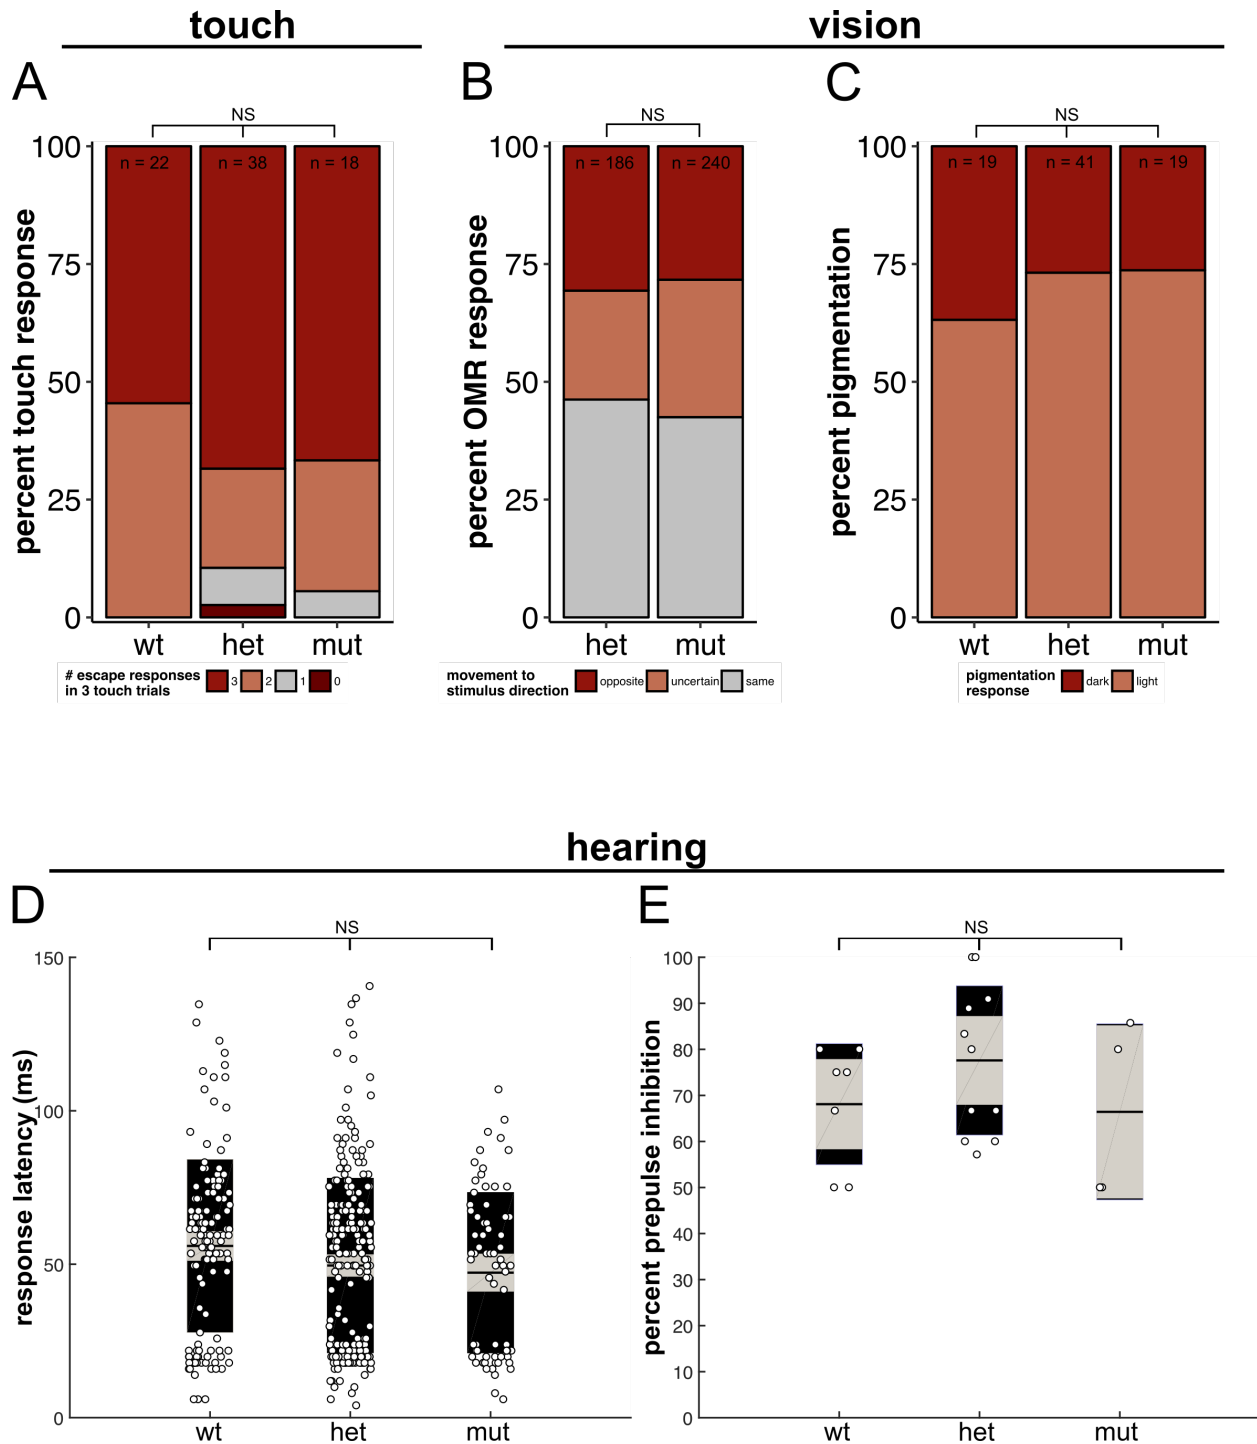 touch
vision
A
B
C
NS
NS
NS
n = 22
n = 38
n = 18
n = 186
n = 240
n = 19
n = 41
n = 19
percent touch response
100
75
50
25
0
percent OMR response
100
75
50
25
0
percent pigmentation
100
75
50
25
0
wt
het
mut
het
mut
wt
het
mut
# escape responses
in 3 touch trials
3
2
1
0
movement to
stimulus direction
opposite
uncertain
same
pigmentation
response
dark
light
hearing
D
E
NS
NS
response latency (ms)
150
100
50
0
percent prepulse inhibition
100
90
80
70
60
50
40
30
20
10
0
wt
het
mut
wt
het
mut